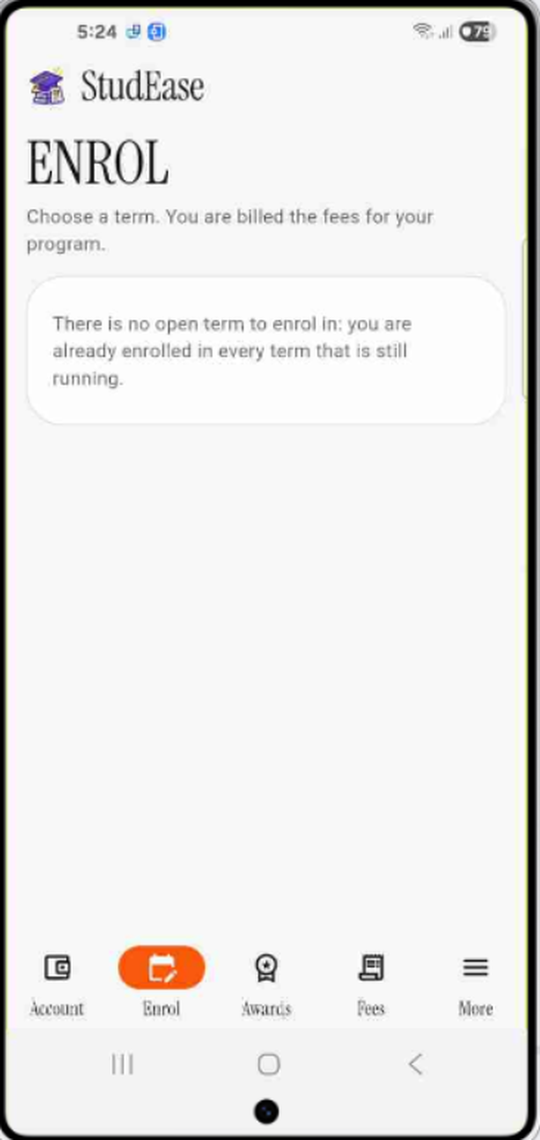 5:24
79
StudEase
ENROL
Choose a term. You are billed the fees for your
program.
There is no open term to enrol in: you are
already enrolled in every term that is still
running.
Account
Enrol
Awards
Fees
More